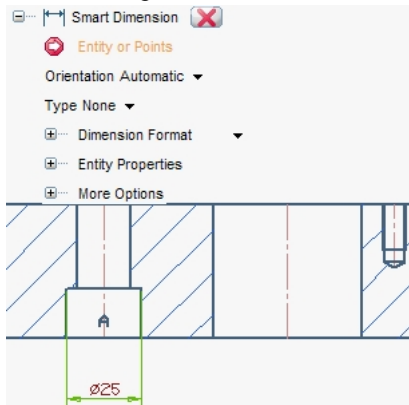 Smart Dimension
Entity or Points
Orientation Automatic
Type None
Dimension Format
Entity Properties
More Options
A
Ø25